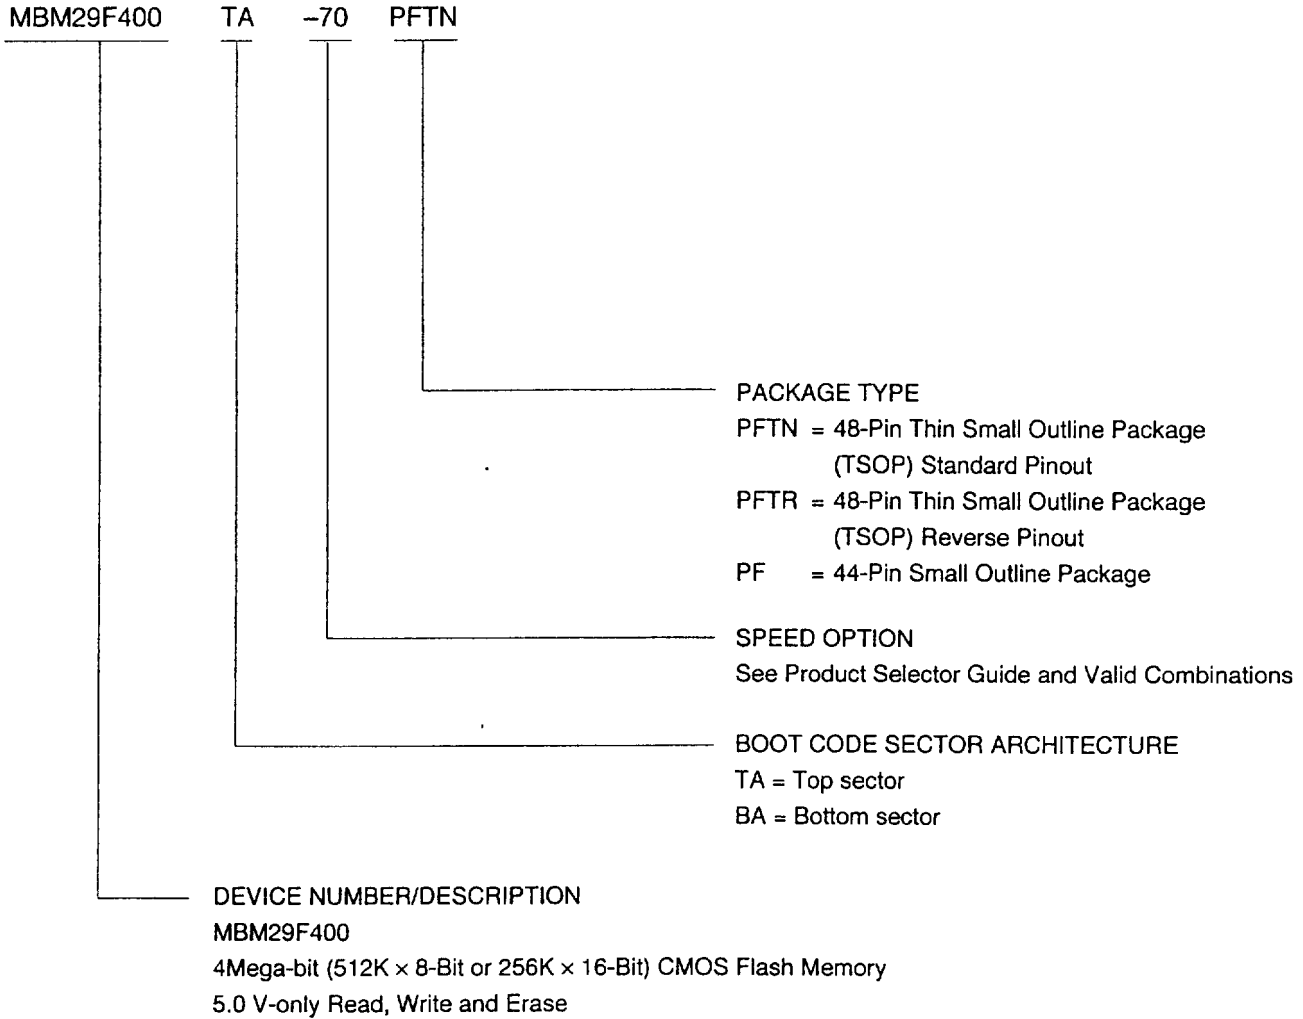 MBM29F400 TA –70 PFTN
PACKAGE TYPE
PFTN = 48-Pin Thin Small Outline Package
(TSOP) Standard Pinout
PFTR = 48-Pin Thin Small Outline Package
(TSOP) Reverse Pinout
PF = 44-Pin Small Outline Package
SPEED OPTION
See Product Selector Guide and Valid Combinations
BOOT CODE SECTOR ARCHITECTURE
TA = Top sector
BA = Bottom sector
DEVICE NUMBER/DESCRIPTION
MBM29F400
4Mega-bit (512K × 8-Bit or 256K × 16-Bit) CMOS Flash Memory
5.0 V-only Read, Write and Erase